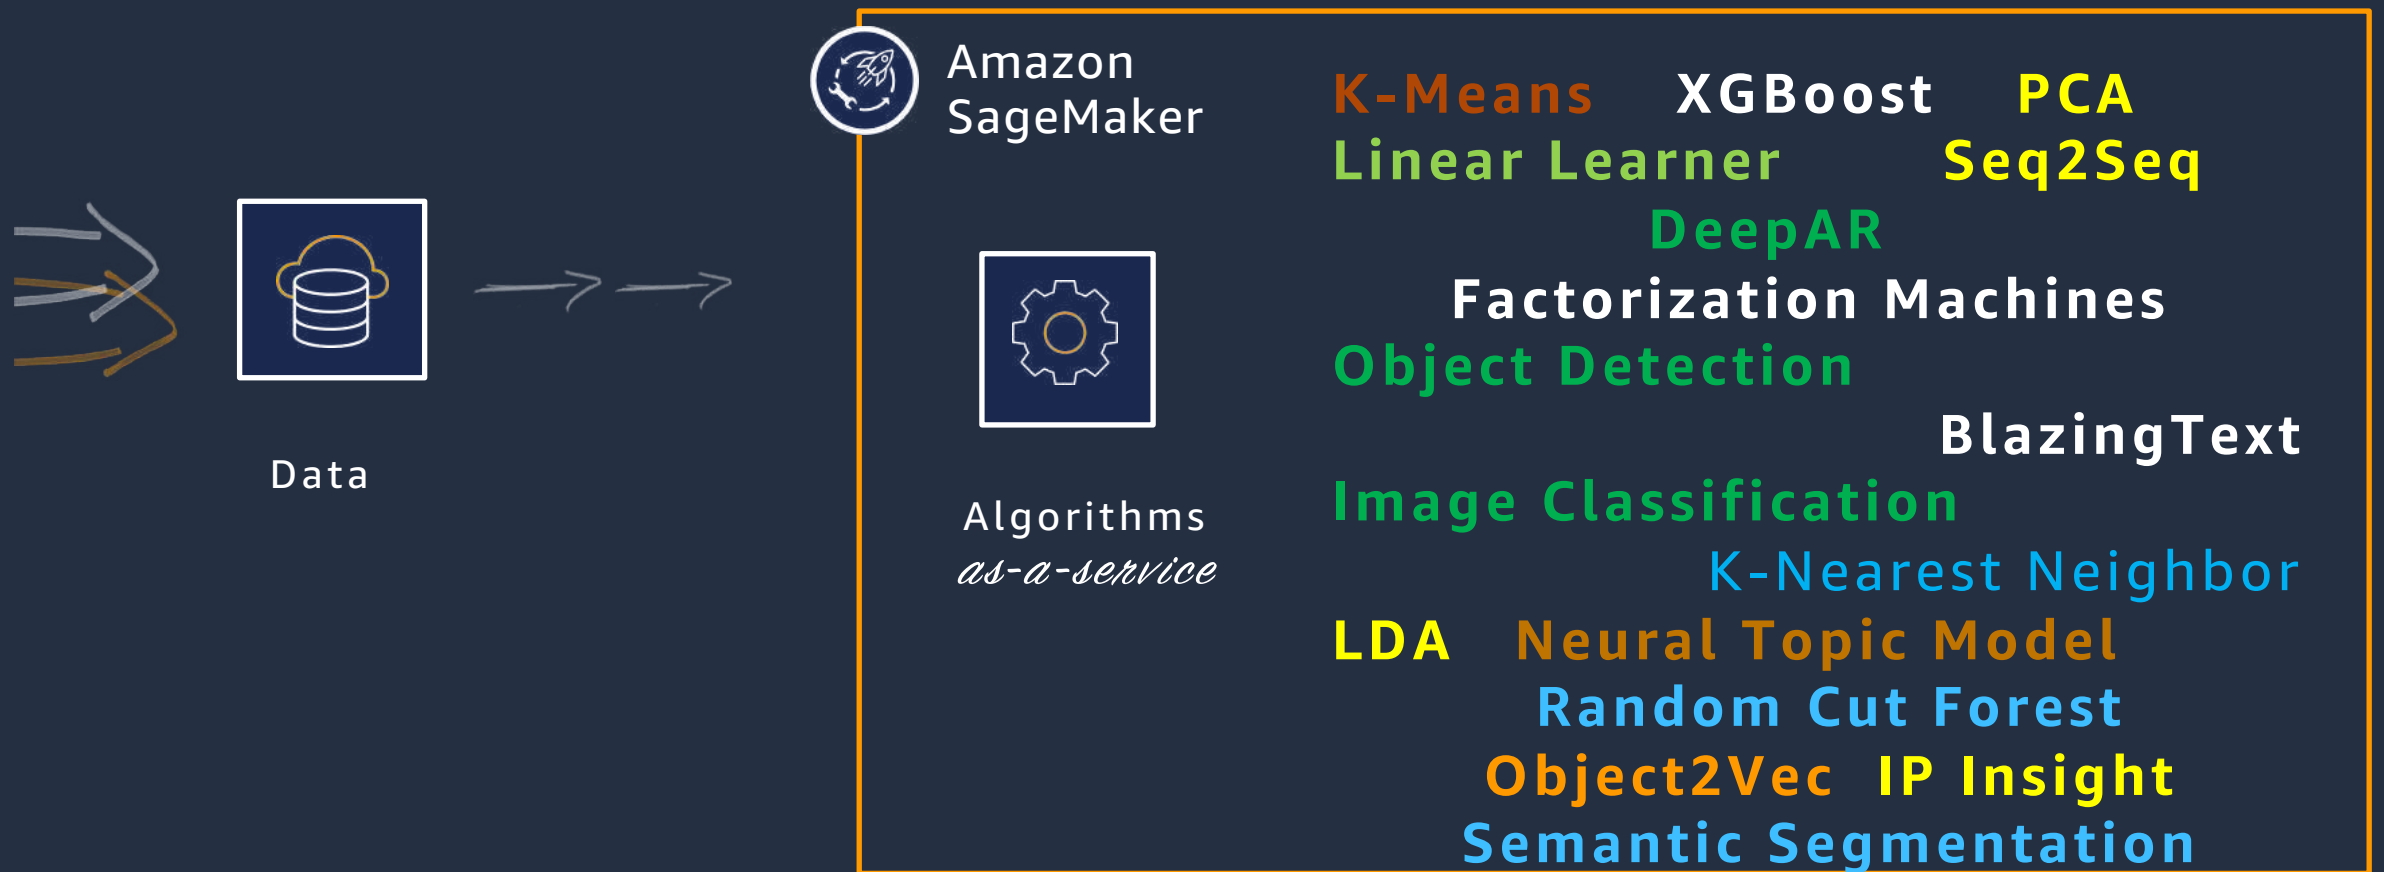 Amazon
SageMaker
Data
Algorithms
as-a-service
K-Means XGBoost PCA
Linear Learner Seq2Seq
DeepAR
Factorization Machines
Object Detection
BlazingText
Image Classification
K-Nearest Neighbor
LDA Neural Topic Model
Random Cut Forest
Object2Vec IP Insight
Semantic Segmentation